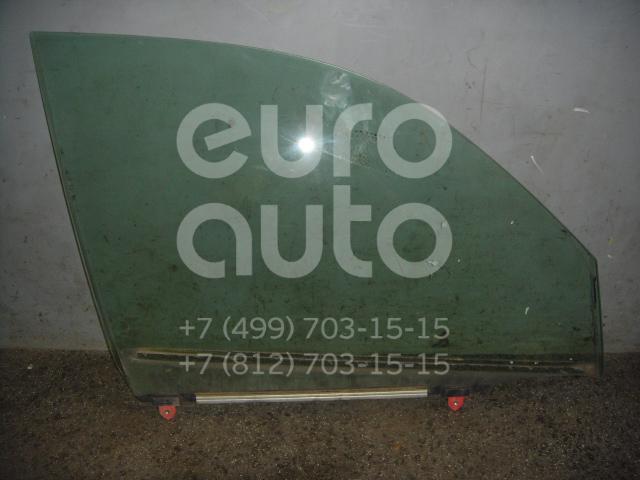 euro
auto
+7 (499) 703-15-15
+7 (812) 703-15-15